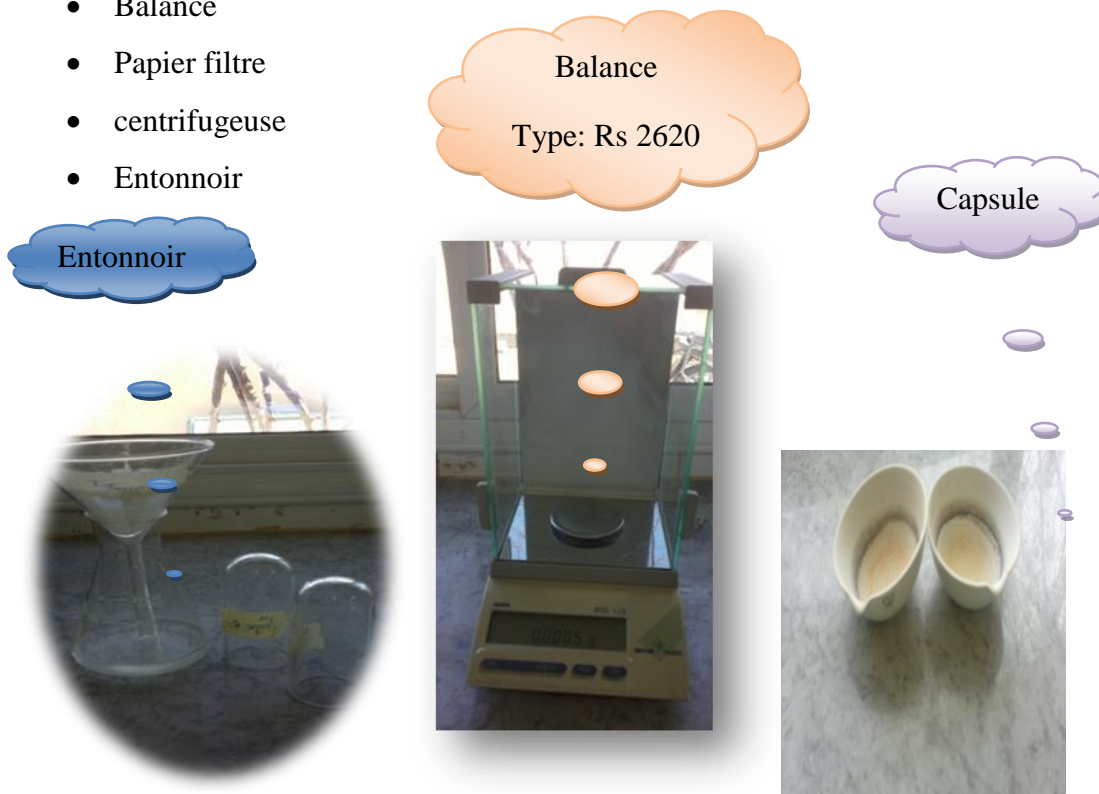 • Balance
• Papier filtre
• centrifugeuse
• Entonnoir
Balance
Type: Rs 2620
Capsule
Entonnoir